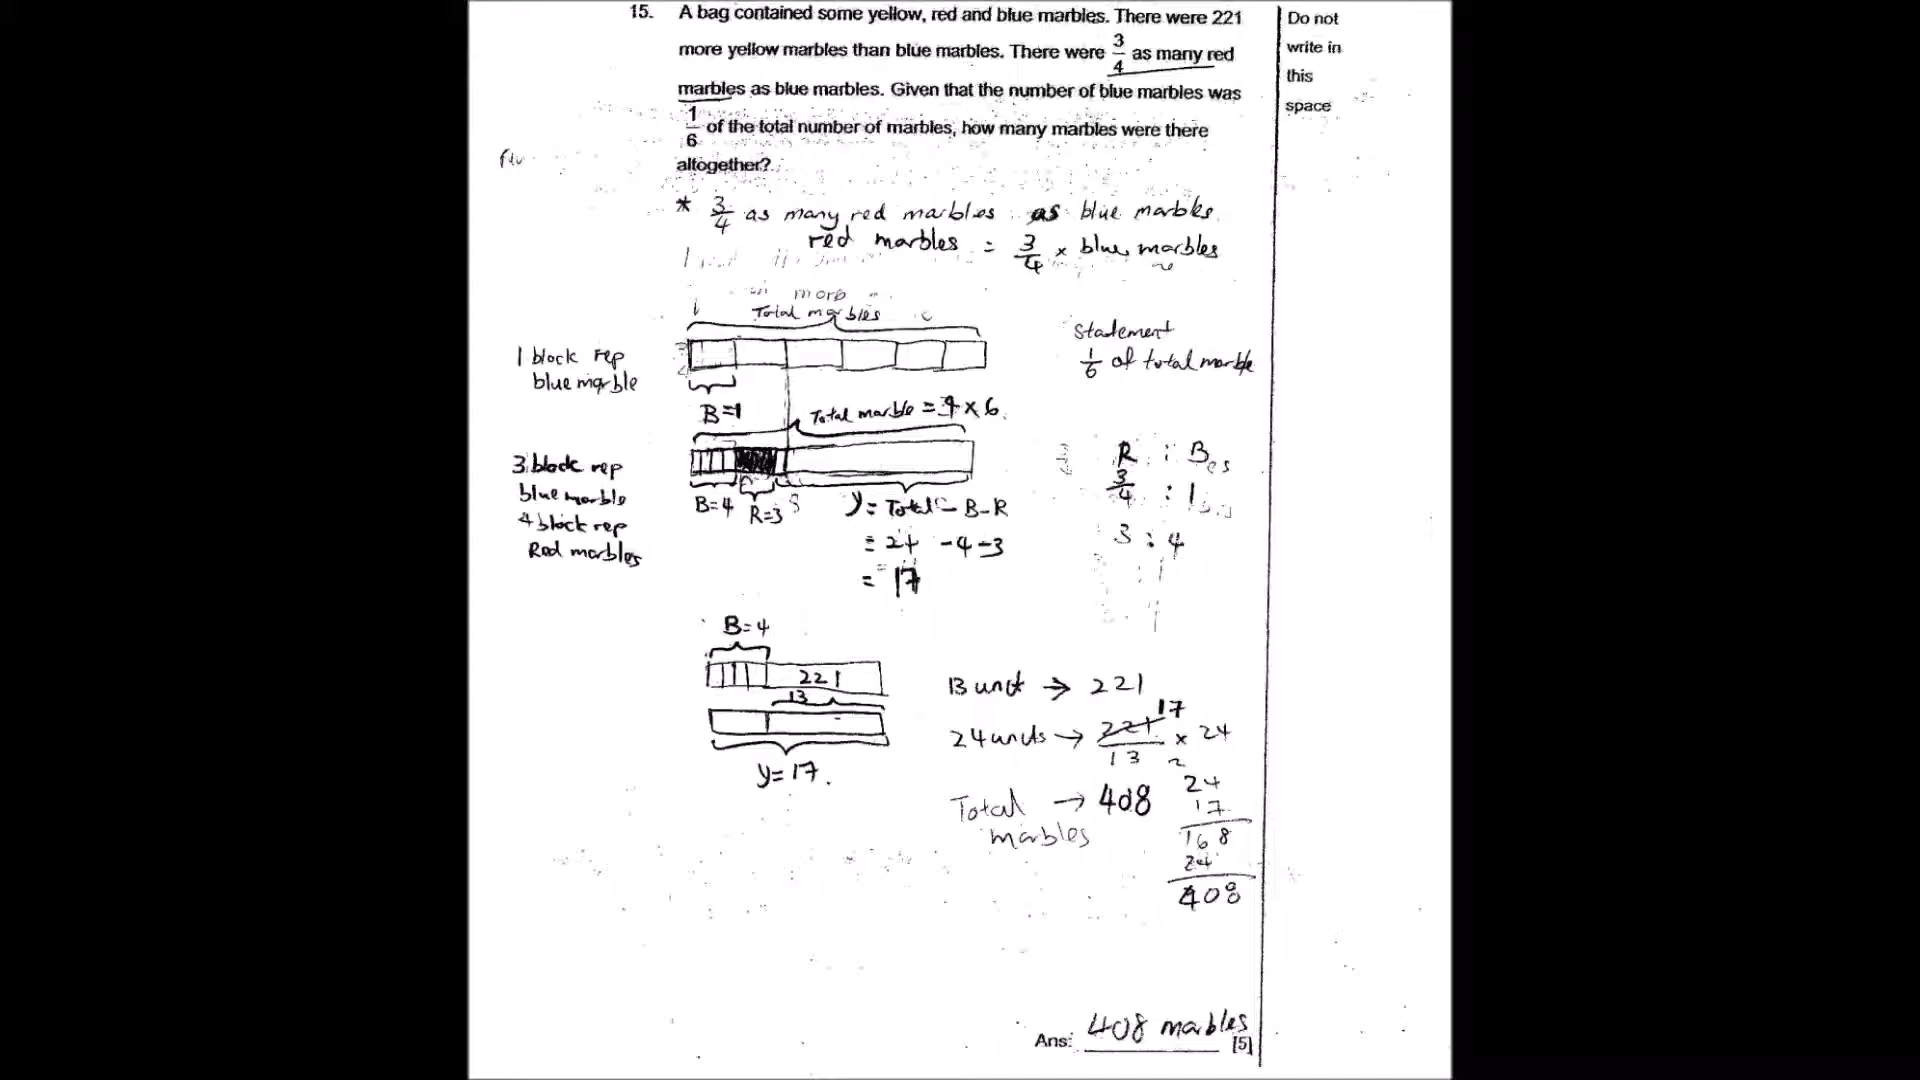 15. A bag contained some yellow, red and blue marbles. There were 221
more yellow marbles than blue marbles. There were 3/4 as many red
marbles as blue marbles. Given that the number of blue marbles was
1/6 of the total number of marbles, how many marbles were there
altogether?
Do not
write in
this
space
* 3/4 as many red marbles as blue marbles
red marbles = 3/4 x blue marbles
Total marbles
1 block rep
blue marble
B=1
Statement
1/6 of total marble
Total marble = 4 x 6
3 block rep
blue marble
4 block rep
Red marbles
B=4
R=3
Y = Total - B - R
= 24 - 4 - 3
= 17
R : B
3/4 : 1
3 : 4
B=4
221
13
Y=17.
13 unit → 221
17
24 units → 221/13 x 24
Total → 408
marbles
24
17
168
24
408
Ans: 408 marbles
[5]